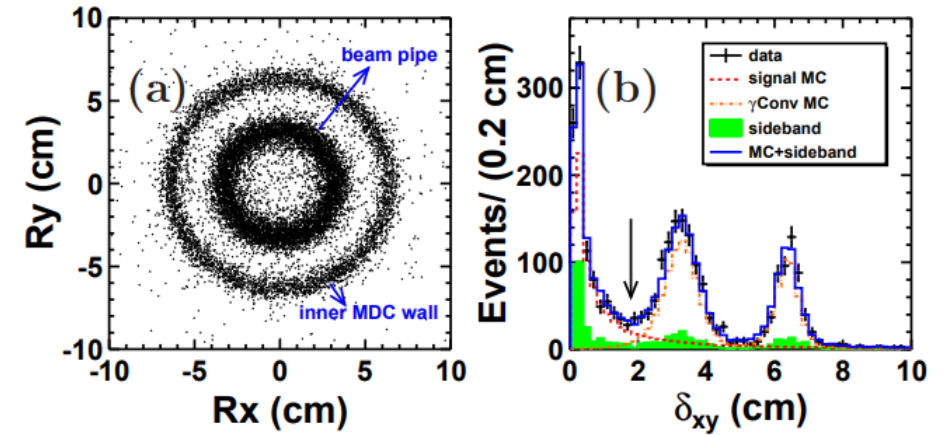 (a)
beam pipe
inner MDC wall
Ry (cm)
10
5
0
-5
-10
-10
-5
0
5
10
Rx (cm)
(b)
data
signal MC
γConv MC
sideband
MC+sideband
Events/ (0.2 cm)
300
200
100
0
0
2
4
6
8
10
δxy (cm)